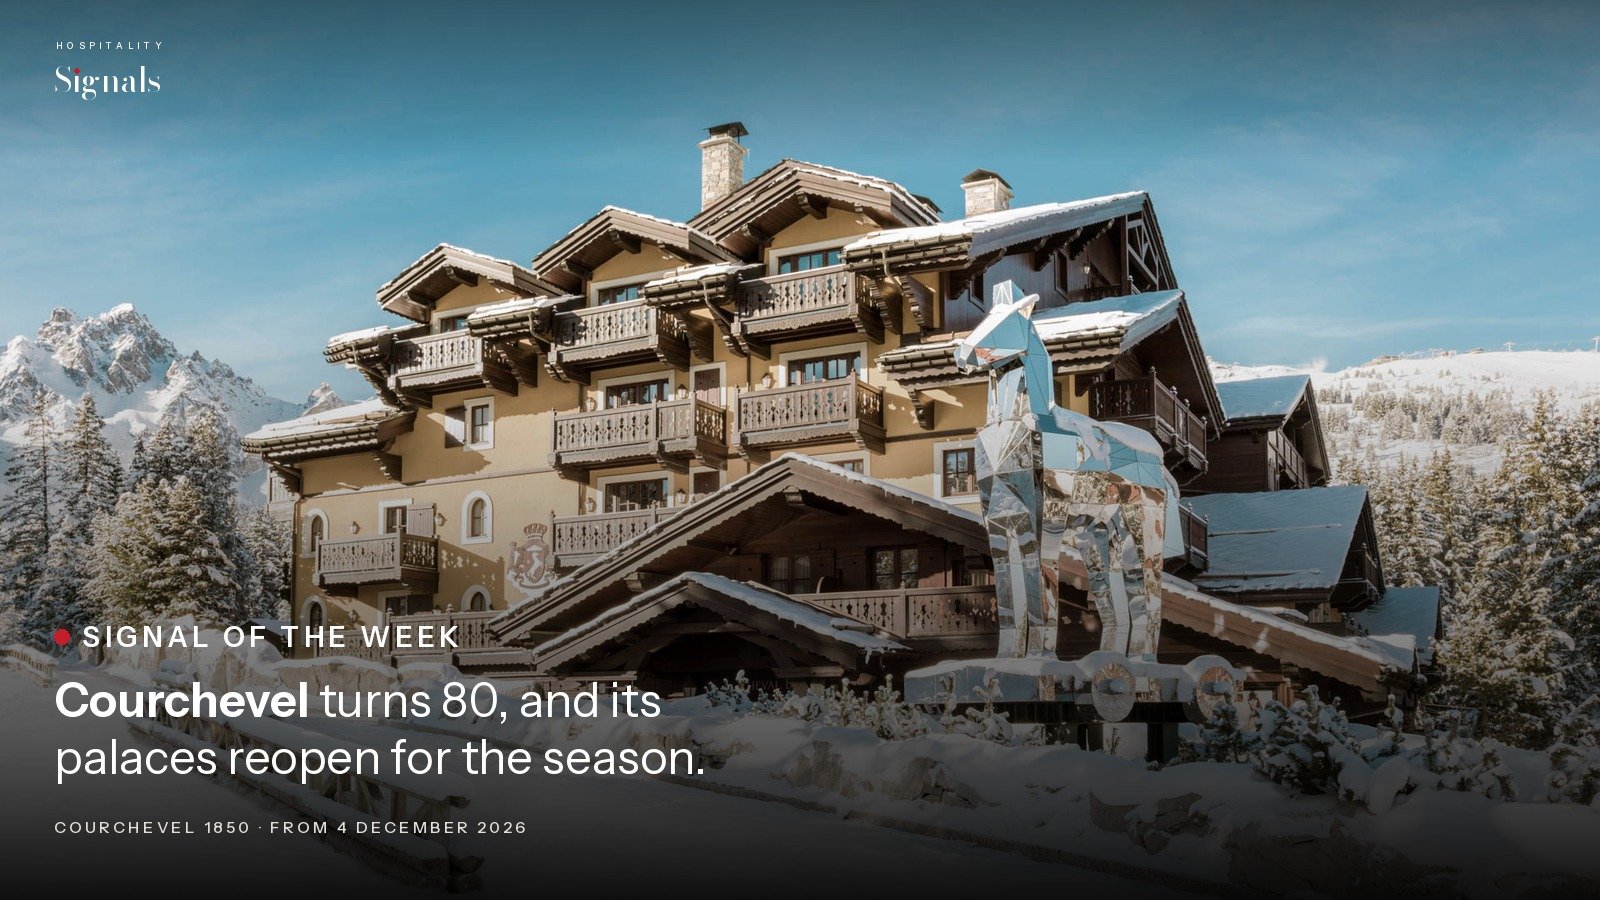 HOSPITALITY
Signals
SIGNAL OF THE WEEK
Courchevel turns 80, and its
palaces reopen for the season.
COURCHEVEL 1850 · FROM 4 DECEMBER 2026